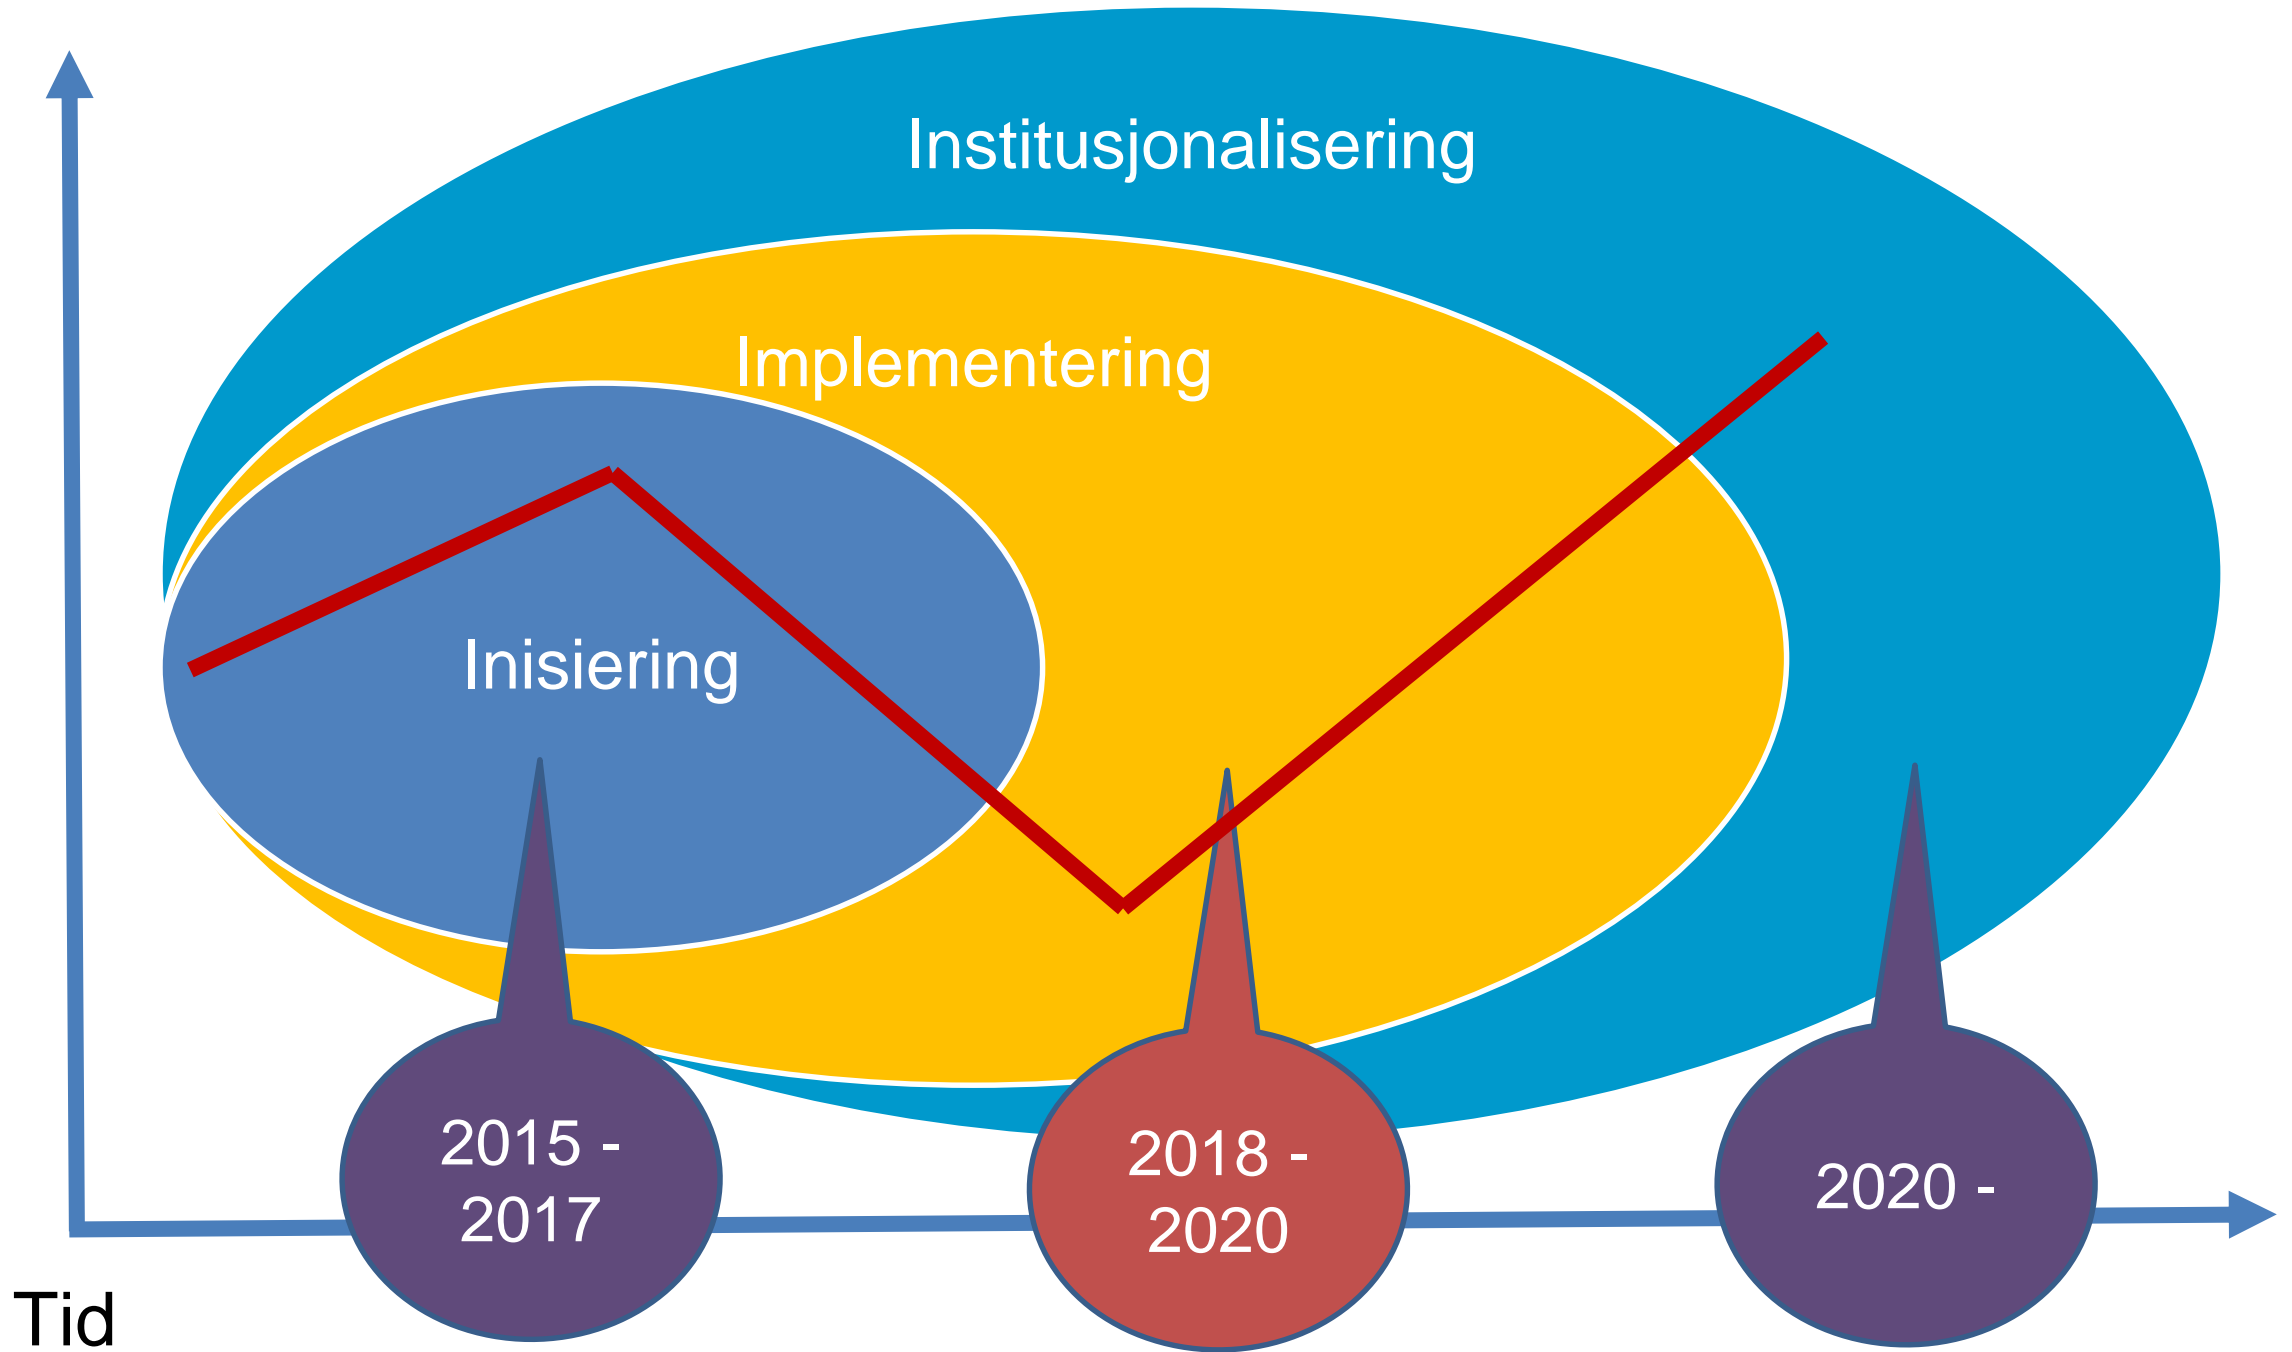 Institusjonalisering
Implementering
Inisiering
2015 -
2017
2018 -
2020
2020 -
Tid